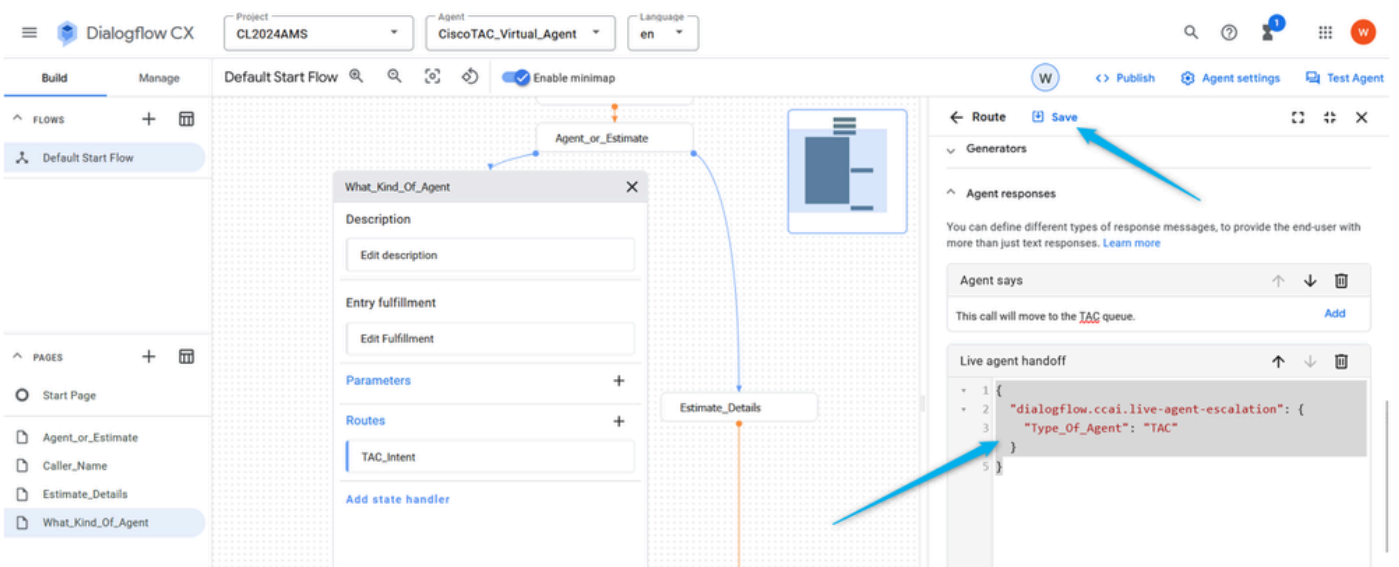 Project
Agent
Language
Dialogflow CX
CL2024AMS
CiscoTAC_Virtual_Agent
en
1
W
Build
Manage
Default Start Flow
Enable minimap
W
<> Publish
Agent settings
Test Agent
FLOWS
Default Start Flow
Agent_or_Estimate
What_Kind_Of_Agent
Description
Edit description
Entry fulfillment
Edit Fulfillment
Parameters
Routes
TAC_Intent
Add state handler
Estimate_Details
PAGES
Start Page
Agent_or_Estimate
Caller_Name
Estimate_Details
What_Kind_Of_Agent
Route
Save
Generators
Agent responses
You can define different types of response messages, to provide the end-user with
more than just text responses. Learn more
Agent says
This call will move to the TAC queue.
Add
Live agent handoff
1 {
2 "dialogflow.ccai.live-agent-escalation": {
3 "Type_Of_Agent": "TAC"
}
5 }